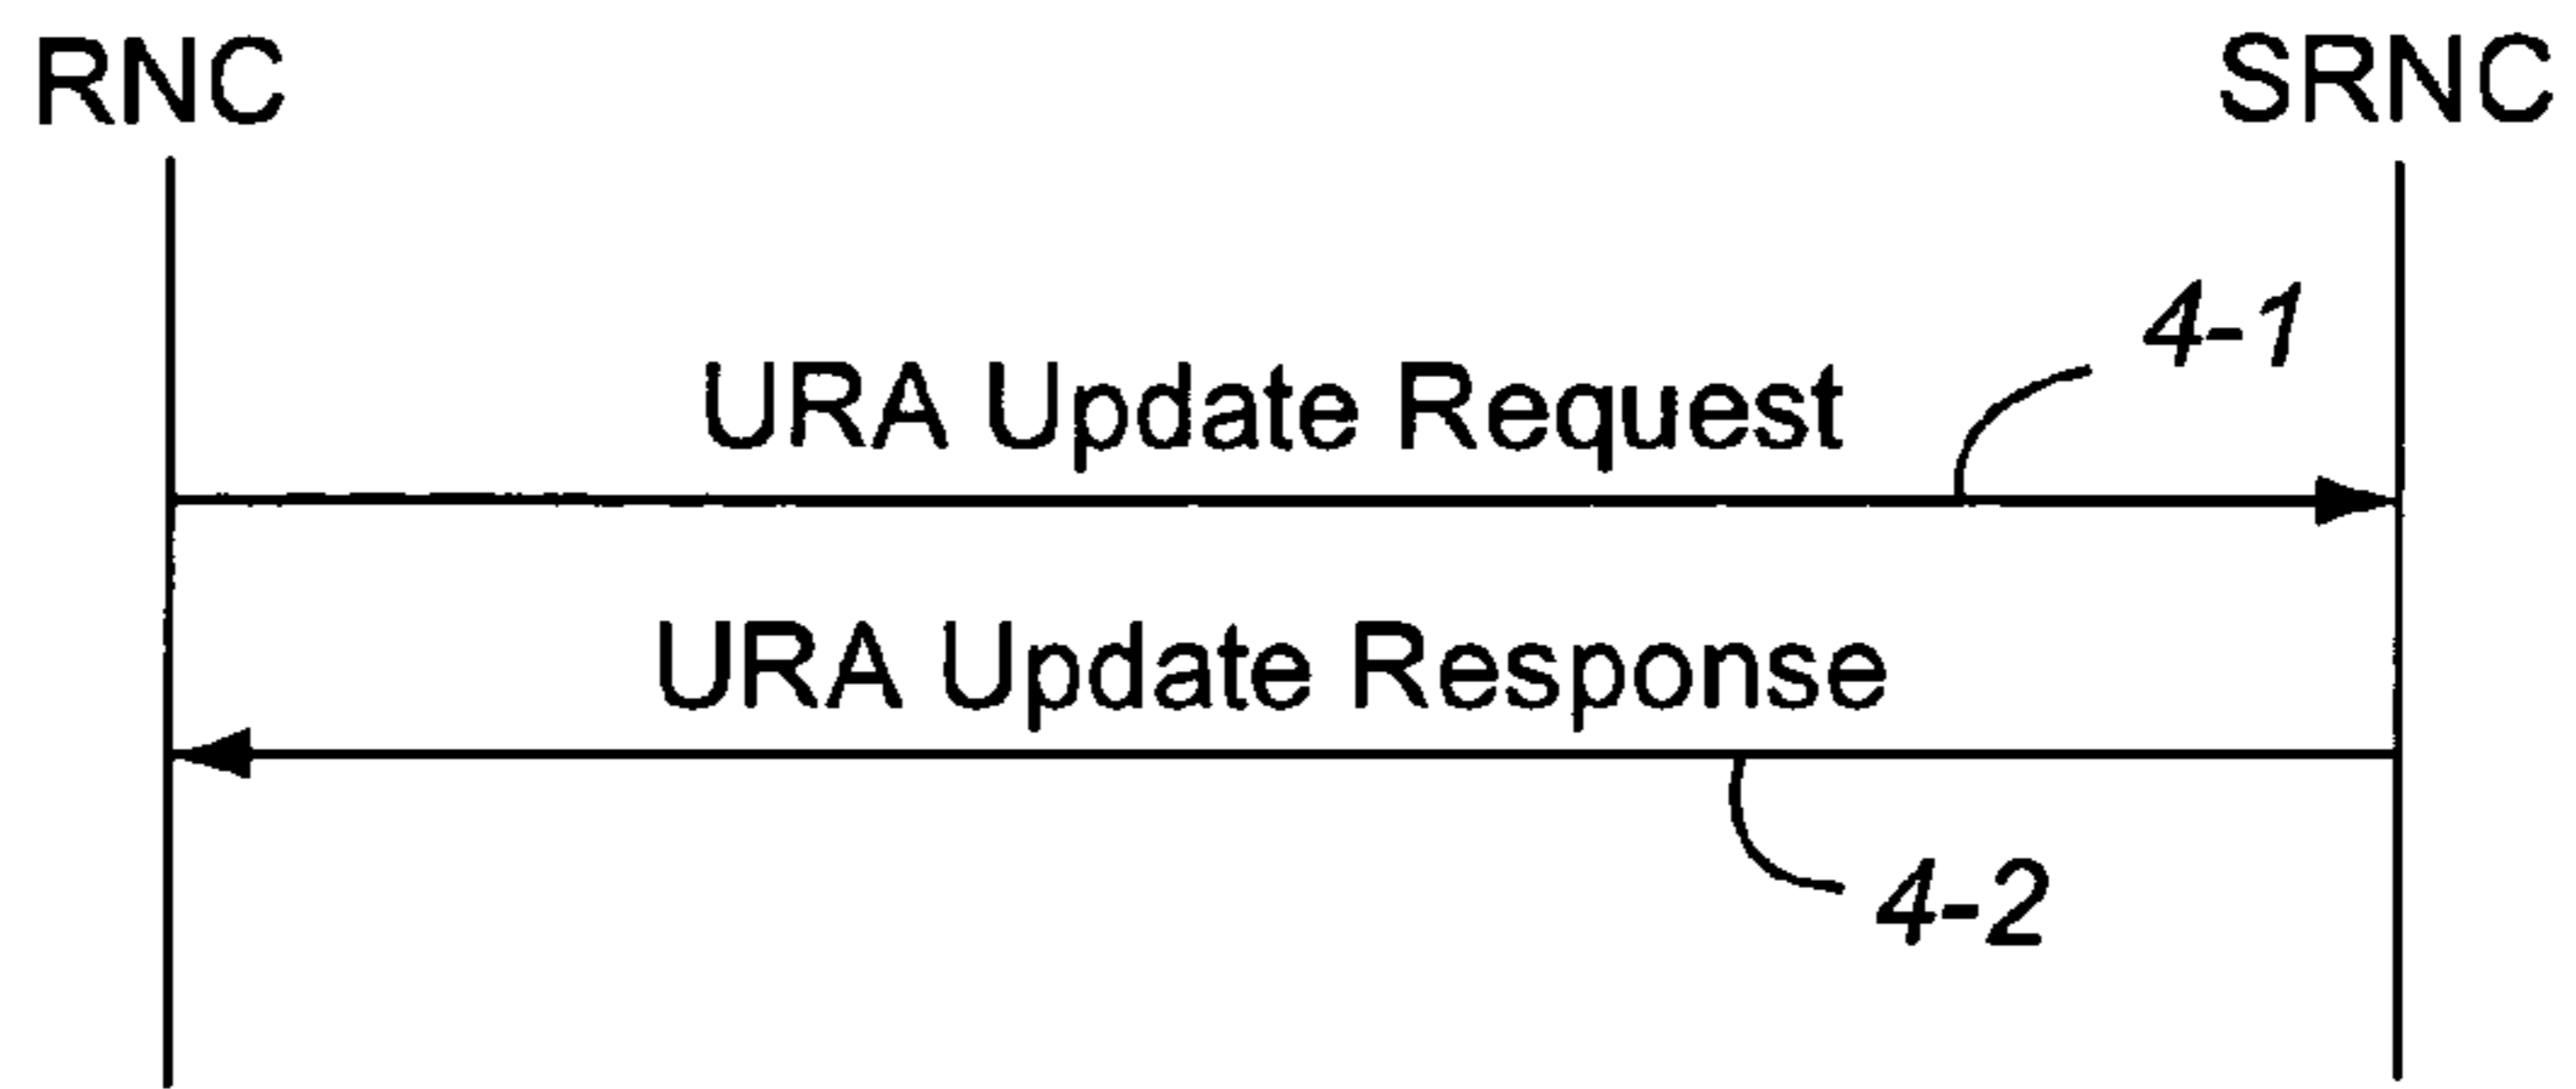 RNC SRNC
4-1
URA Update Request
URA Update Response
4-2